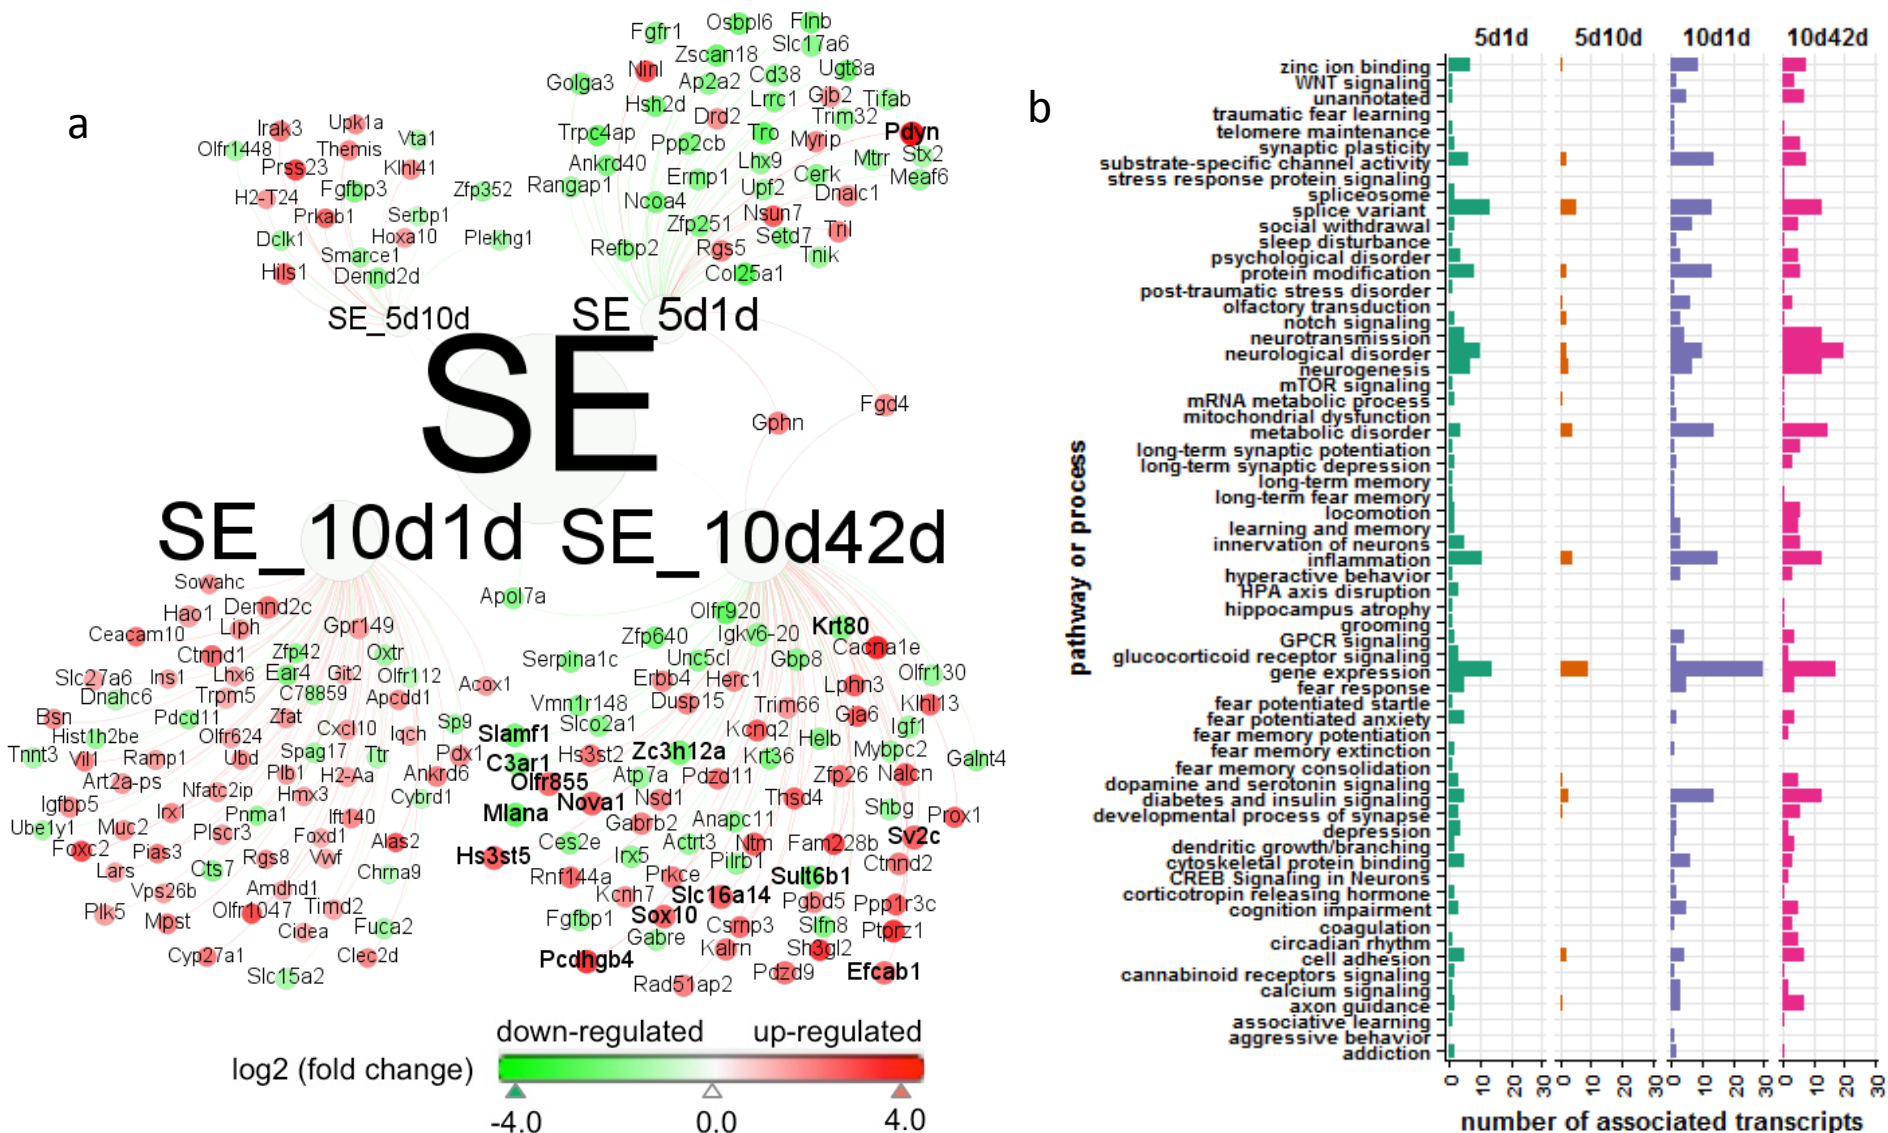 a
Osbpl6
Flnb
Fgfr1
Zscan18
Slc17a6
Ninl
Golga3
Ap2a2
Cd38
Ugt8a
Hsh2d
Lrrc1
Gjb2
Tifab
Drd2
Trim32
Trpc4ap
Ppp2cb
Tro
Myrip
Pdyn
Ankrd40
Lhx9
Mtrr
Stx2
Rangap1
Ermp1
Upf2
Cerk
Meaf6
Ncoa4
Dnalc1
Zfp251
Nsun7
Refbp2
Rgs5
Setd7
Tril
Tnik
Col25a1
Irak3
Upk1a
Vta1
Olfr1448
Themis
Prss23
Klhl41
H2-T24
Fgfbp3
Zfp352
Prkab1
Serbp1
Dclk1
Hoxa10
Plekhg1
Smarce1
Hils1
Dennd2d
SE_5d10d
SE_5d1d
SE
Gphn
Fgd4
SE_10d1d
SE_10d42d
Sowahc
Hao1
Dennd2c
Ceacam10
Liph
Gpr149
Ctnnd1
Zfp42
Oxtr
Slc27a6
Ins1
Lhx6
Ear4
Git2
Olfr112
Dnahc6
Trpm5
C78859
Apcdd1
Acox1
Bsn
Pdcd11
Zfat
Cxcl10
Iqch
Sp9
Hist1h2be
Olfr624
Tnnt3
Vil1
Ramp1
Ubd
Spag17
Ttr
Pdx1
Art2a-ps
Plb1
H2-Aa
Ankrd6
Igfbp5
Nfatc2ip
Hmx3
Cybrd1
Irx1
Pnma1
Ift140
Ube1y1
Muc2
Plscr3
Foxd1
Alas2
Foxc2
Pias3
Rgs8
Vwf
Lars
Cts7
Chrna9
Vps26b
Amdhd1
Plk5
Mpst
Olfr1047
Timd2
Cidea
Fuca2
Cyp27a1
Clec2d
Slc15a2
Apol7a
Olfr920
Zfp640
Igkv6-20
Krt80
Cacna1e
Serpina1c
Unc5cl
Gbp8
Olfr130
Erbb4
Herc1
Lphn3
Vmn1r148
Dusp15
Trim66
Klhl13
Slamf1
Slco2a1
Kcnq2
Gja6
Igf1
Helb
C3ar1
Hs3st2
Zc3h12a
Krt36
Mybpc2
Galnt4
Olfr855
Atp7a
Pdzd11
Zfp26
Nalcn
Mlana
Nova1
Nsd1
Thsd4
Shbg
Prox1
Gabrb2
Anapc11
Sv2c
Ces2e
Actrt3
Ntm
Fam228b
Hs3st5
Irx5
Pilrb1
Ctnnd2
Rnf144a
Prkce
Sult6b1
Kcnh7
Slc16a14
Pgbd5
Ppp1r3c
Fgfbp1
Sox10
Csrnp3
Slfn8
Ptprz1
Gabre
Kalrn
Sh3gl2
Pcdhgb4
Rad51ap2
Pdzd9
Efcab1
down-regulated
up-regulated
log2 (fold change)
-4.0
0.0
4.0
b
5d1d
5d10d
10d1d
10d42d
pathway or process
zinc ion binding
WNT signaling
unannotated
traumatic fear learning
telomere maintenance
synaptic plasticity
substrate-specific channel activity
stress response protein signaling
spliceosome
splice variant
social withdrawal
sleep disturbance
psychological disorder
protein modification
post-traumatic stress disorder
olfactory transduction
notch signaling
neurotransmission
neurological disorder
neurogenesis
mTOR signaling
mRNA metabolic process
mitochondrial dysfunction
metabolic disorder
long-term synaptic potentiation
long-term synaptic depression
long-term memory
long-term fear memory
locomotion
learning and memory
innervation of neurons
inflammation
hyperactive behavior
HPA axis disruption
hippocampus atrophy
grooming
GPCR signaling
glucocorticoid receptor signaling
gene expression
fear response
fear potentiated startle
fear potentiated anxiety
fear memory potentiation
fear memory extinction
fear memory consolidation
dopamine and serotonin signaling
diabetes and insulin signaling
developmental process of synapse
depression
dendritic growth/branching
cytoskeletal protein binding
CREB Signaling in Neurons
corticotropin releasing hormone
cognition impairment
coagulation
circadian rhythm
cell adhesion
cannabinoid receptors signaling
calcium signaling
axon guidance
associative learning
aggressive behavior
addiction
0 10 20 30 0 10 20 30 0 10 20 30 0 10 20 30
number of associated transcripts